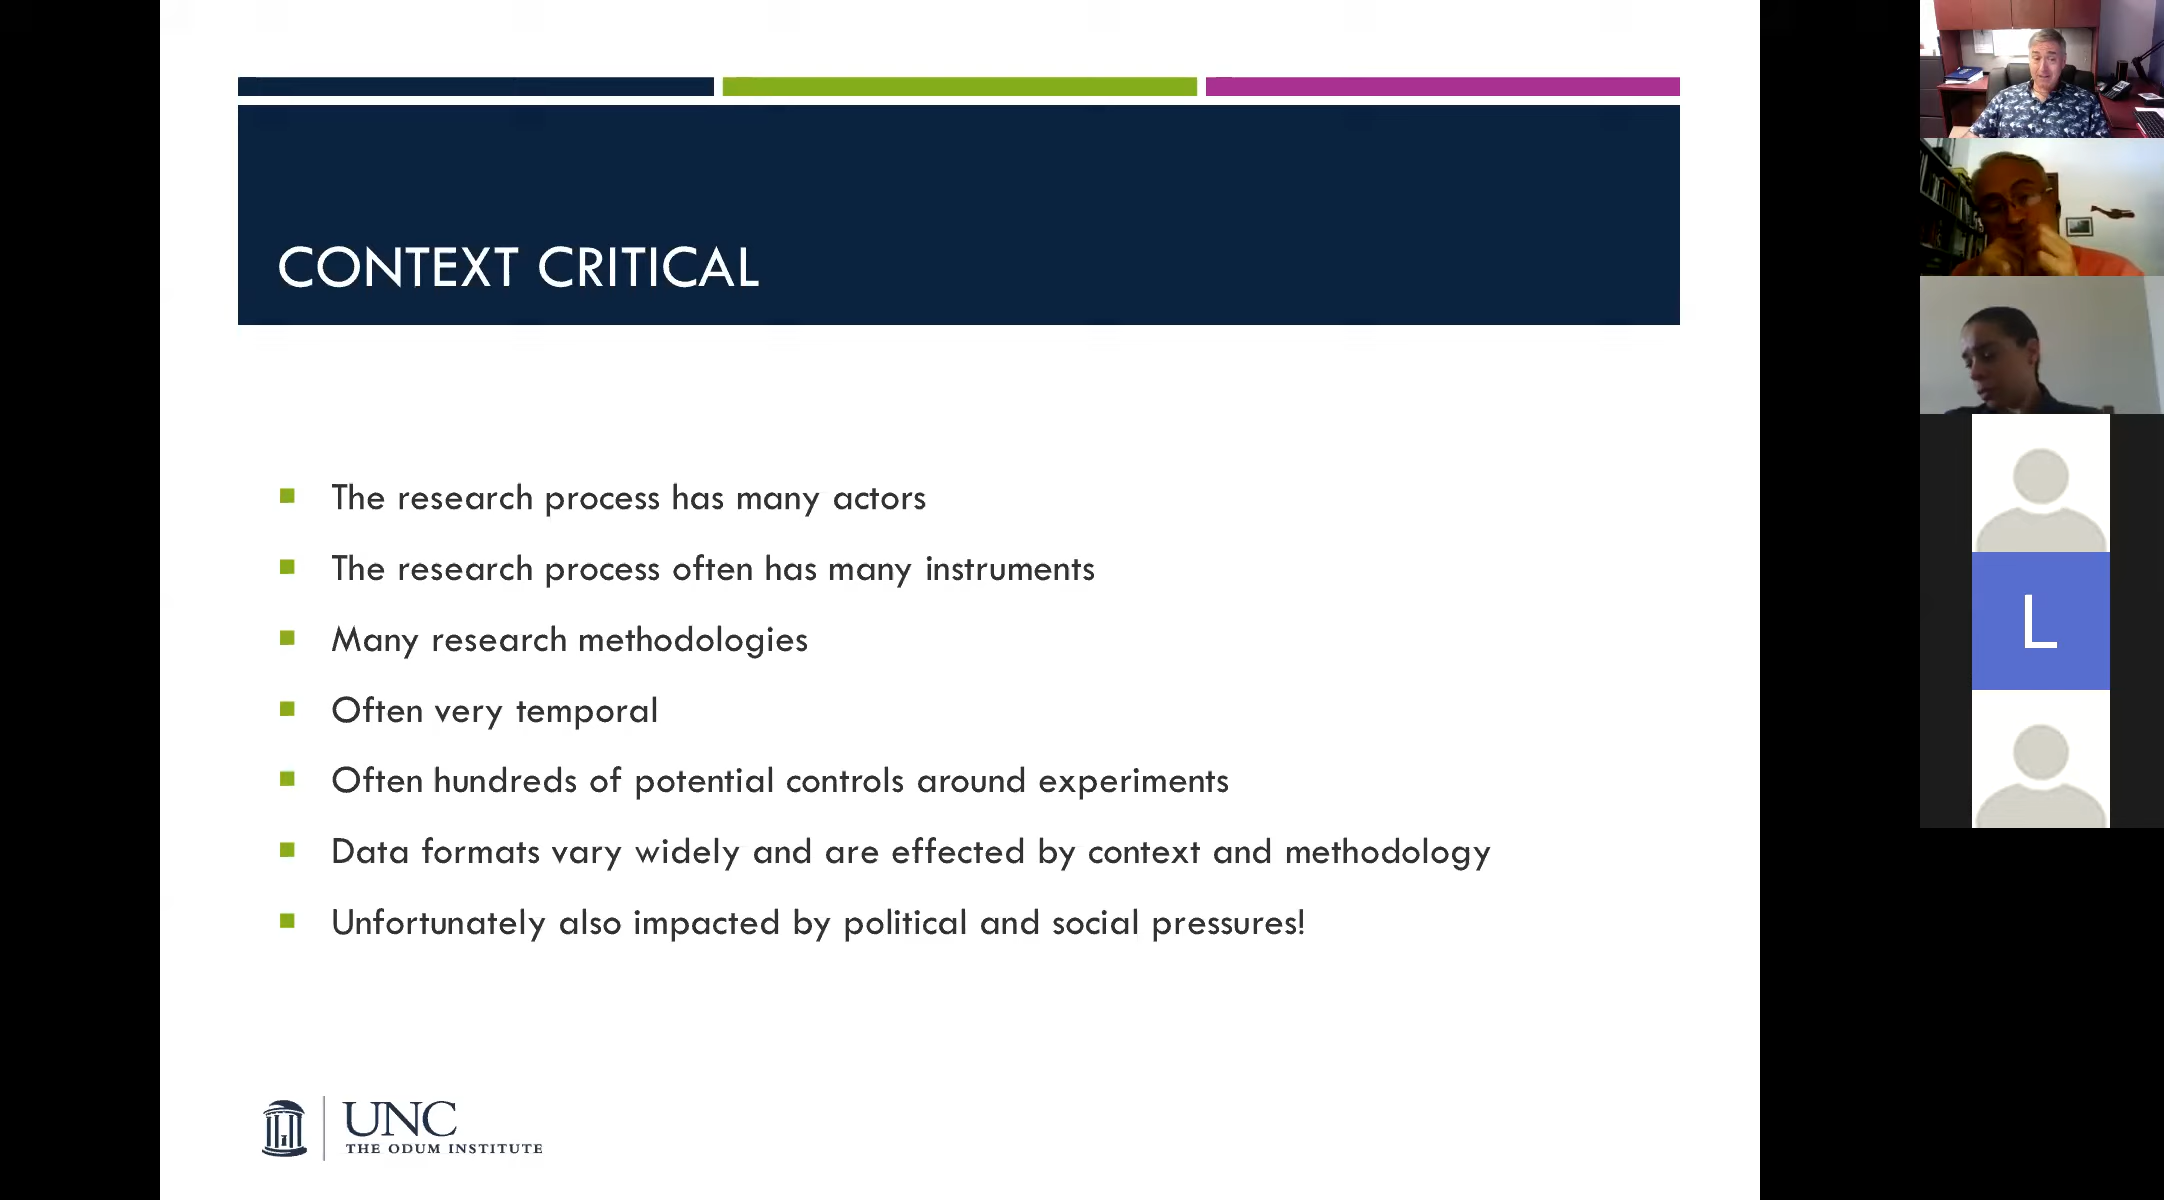 CONTEXT CRITICAL
The research process has many actors
The research process often has many instruments
Many research methodologies
Often very temporal
Often hundreds of potential controls around experiments
Data formats vary widely and are effected by context and methodology
Unfortunately also impacted by political and social pressures!
UNC
THE ODUM INSTITUTE
L